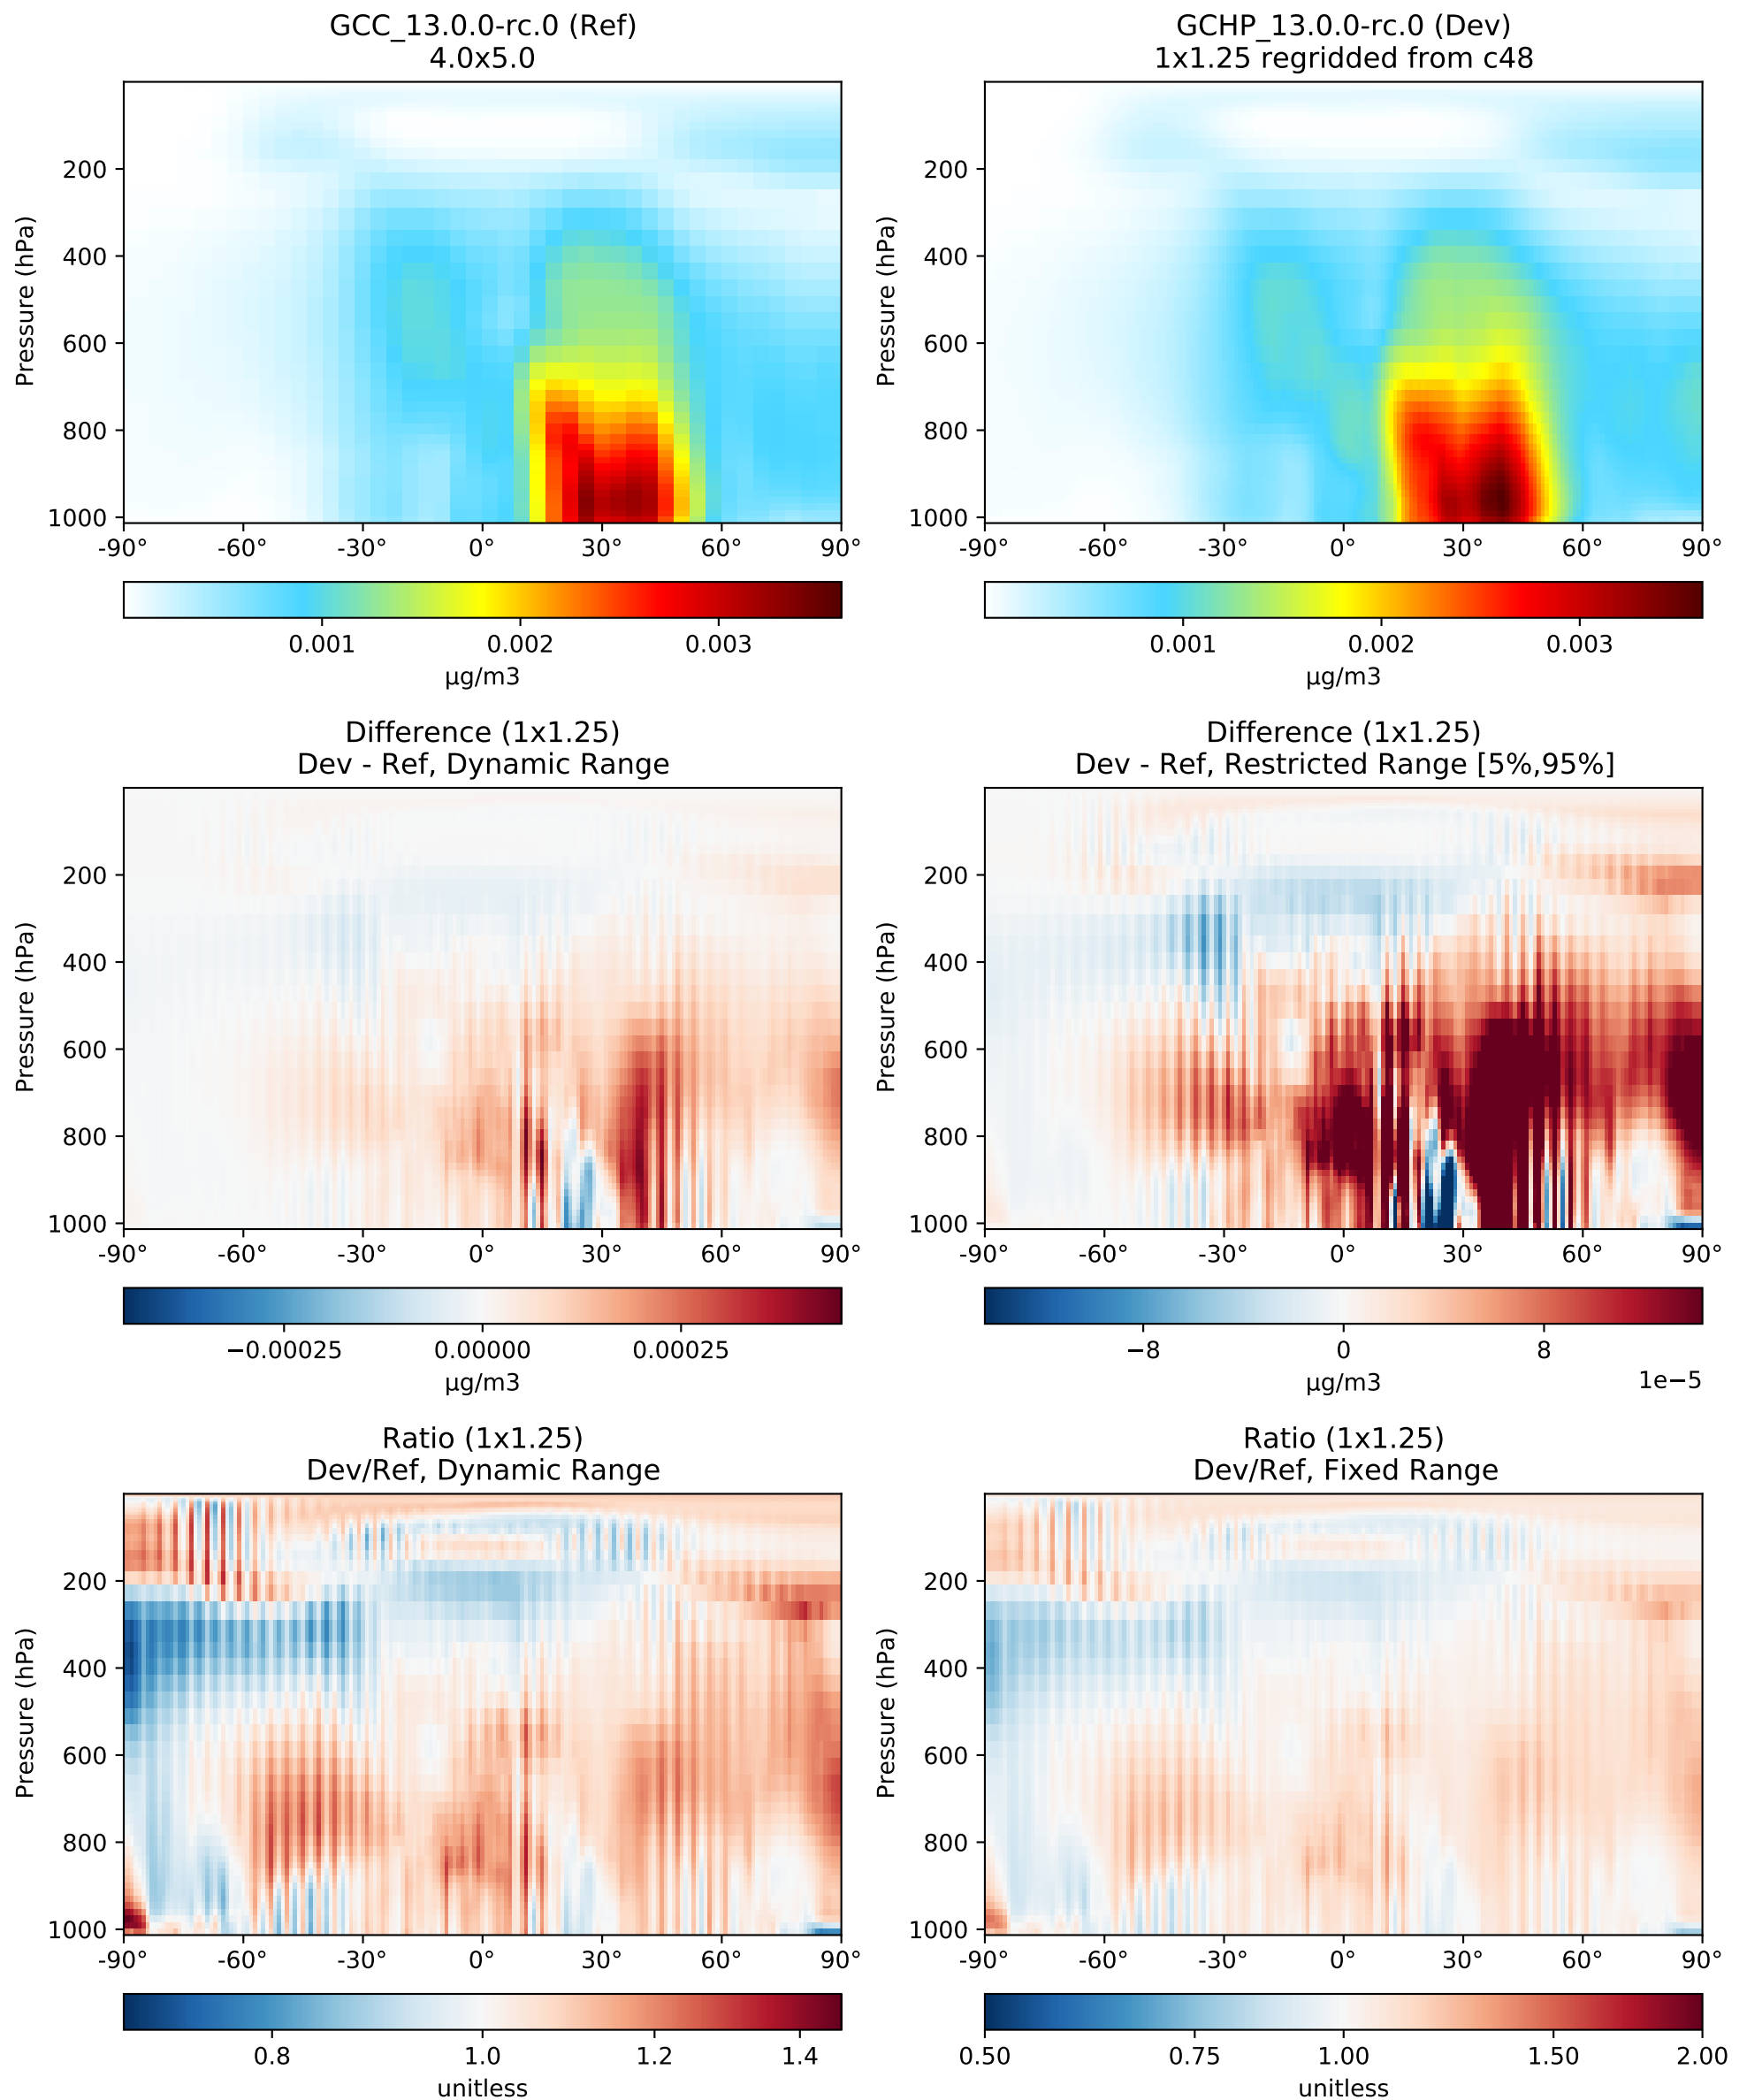 GCC_13.0.0-rc.0 (Ref)
4.0x5.0
Pressure (hPa)
200
400
600
800
1000
-90° -60° -30° 0° 30° 60° 90°
0.001 0.002 0.003
µg/m3
GCHP_13.0.0-rc.0 (Dev)
1x1.25 regridded from c48
Pressure (hPa)
200
400
600
800
1000
-90° -60° -30° 0° 30° 60° 90°
0.001 0.002 0.003
µg/m3
Difference (1x1.25)
Dev - Ref, Dynamic Range
Pressure (hPa)
200
400
600
800
1000
-90° -60° -30° 0° 30° 60° 90°
−0.00025 0.00000 0.00025
µg/m3
Difference (1x1.25)
Dev - Ref, Restricted Range [5%,95%]
Pressure (hPa)
200
400
600
800
1000
-90° -60° -30° 0° 30° 60° 90°
−8 0 8
µg/m3
1e−5
Ratio (1x1.25)
Dev/Ref, Dynamic Range
Pressure (hPa)
200
400
600
800
1000
-90° -60° -30° 0° 30° 60° 90°
0.8 1.0 1.2 1.4
unitless
Ratio (1x1.25)
Dev/Ref, Fixed Range
Pressure (hPa)
200
400
600
800
1000
-90° -60° -30° 0° 30° 60° 90°
0.50 0.75 1.00 1.50 2.00
unitless